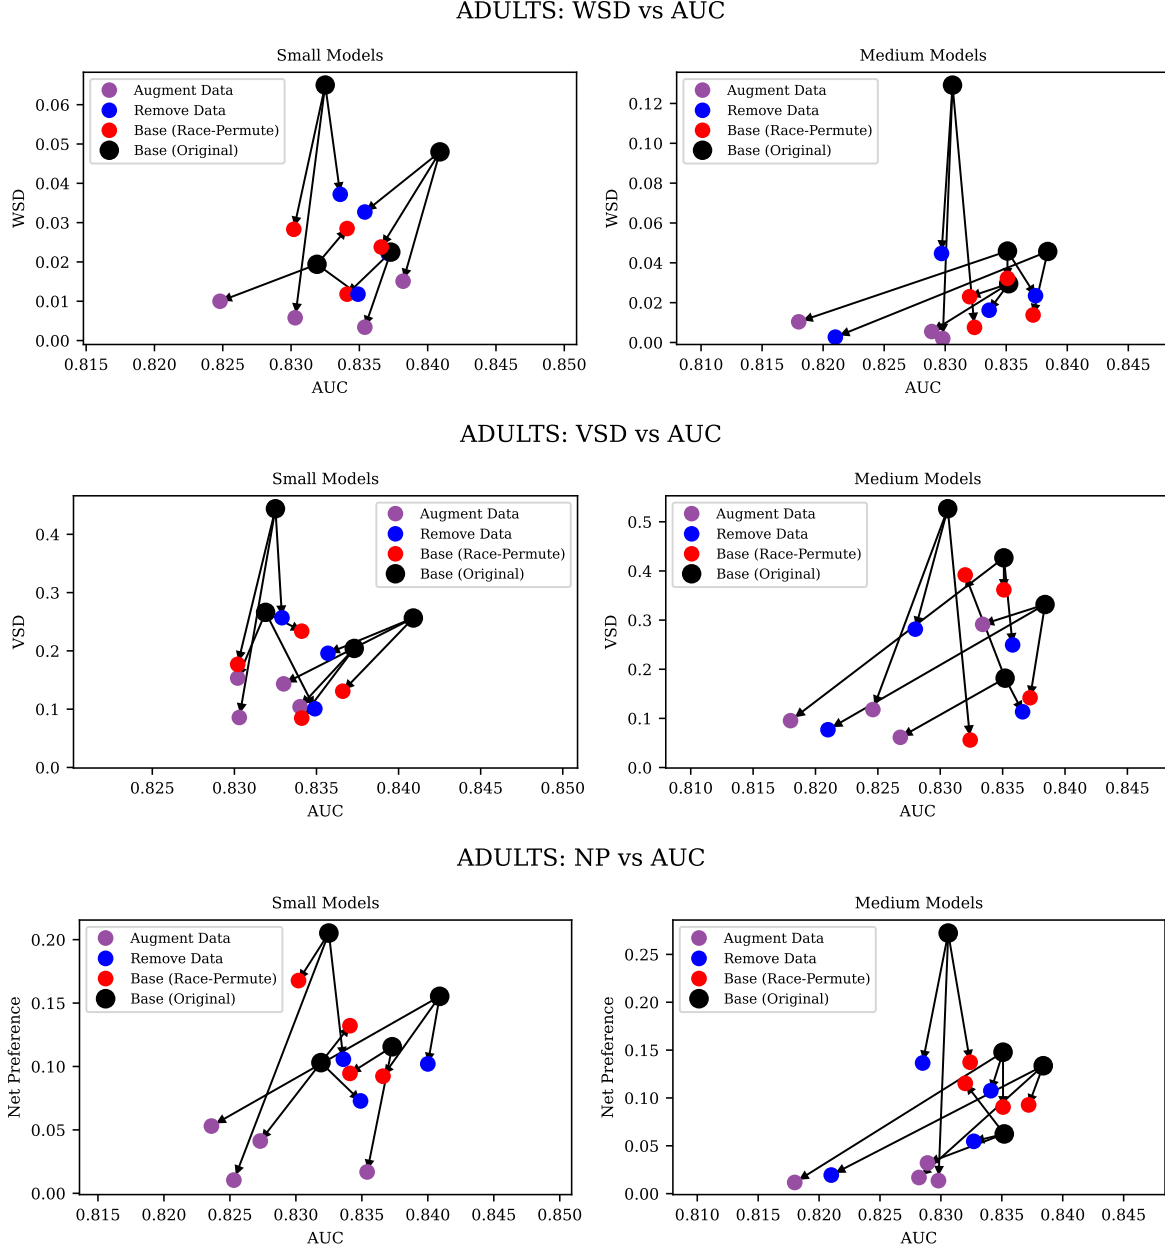 ADULTS: WSD vs AUC
Small Models
Medium Models
Augment Data
Remove Data
Base (Race-Permute)
Base (Original)
Augment Data
Remove Data
Base (Race-Permute)
Base (Original)
WSD
0.06
0.05
0.04
0.03
0.02
0.01
0.00
0.815 0.820 0.825 0.830 0.835 0.840 0.845 0.850
AUC
WSD
0.12
0.10
0.08
0.06
0.04
0.02
0.00
0.810 0.815 0.820 0.825 0.830 0.835 0.840 0.845
AUC
ADULTS: VSD vs AUC
Small Models
Medium Models
Augment Data
Remove Data
Base (Race-Permute)
Base (Original)
Augment Data
Remove Data
Base (Race-Permute)
Base (Original)
VSD
0.4
0.3
0.2
0.1
0.0
0.825 0.830 0.835 0.840 0.845 0.850
AUC
VSD
0.5
0.4
0.3
0.2
0.1
0.0
0.810 0.815 0.820 0.825 0.830 0.835 0.840 0.845
AUC
ADULTS: NP vs AUC
Small Models
Medium Models
Augment Data
Remove Data
Base (Race-Permute)
Base (Original)
Augment Data
Remove Data
Base (Race-Permute)
Base (Original)
Net Preference
0.20
0.15
0.10
0.05
0.00
0.815 0.820 0.825 0.830 0.835 0.840 0.845 0.850
AUC
Net Preference
0.25
0.20
0.15
0.10
0.05
0.00
0.810 0.815 0.820 0.825 0.830 0.835 0.840 0.845
AUC